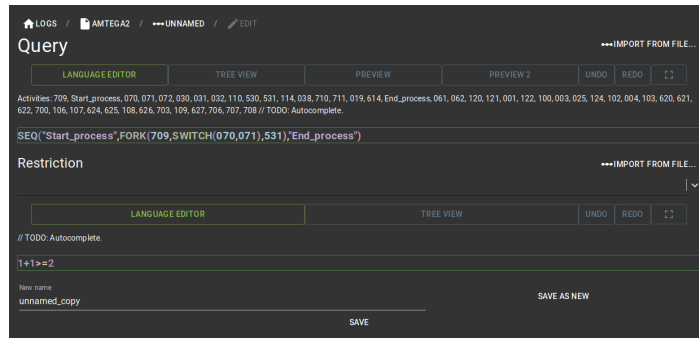 LOGS / AMTEGA2 / UNNAMED / EDIT
Query
IMPORT FROM FILE...
LANGUAGE EDITOR TREE VIEW PREVIEW PREVIEW 2 UNDO REDO
Activities: 709, Start_process, 070, 071, 072, 030, 031, 032, 110, 530, 531, 114, 038, 710, 711, 019, 614, End_process, 061, 062, 120, 121, 001, 122, 100, 003, 025, 124, 102, 004, 103, 620, 621,
622, 700, 106, 107, 624, 625, 108, 626, 703, 109, 627, 706, 707, 708 // TODO: Autocomplete.
SEQ("Start_process",FORK(709,SWITCH(070,071),531),"End_process")
Restriction
IMPORT FROM FILE...
LANGUAGE EDITOR TREE VIEW UNDO REDO
// TODO: Autocomplete.
1+1>=2
New name
unnamed_copy
SAVE AS NEW
SAVE